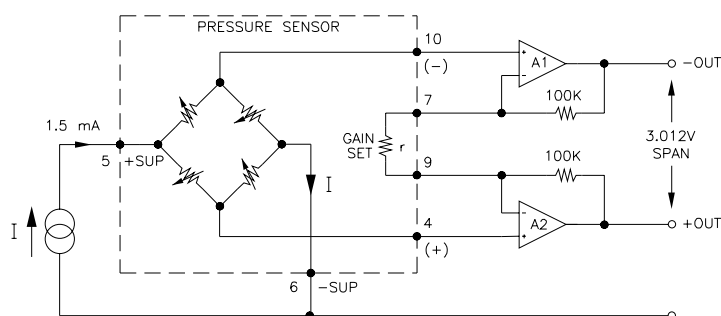 PRESSURE SENSOR
10
(-)
A1
-OUT
1.5 mA
7
100K
5
+SUP
GAIN
SET
r
3.012V
SPAN
9
100K
I
I
4
(+)
A2
+OUT
6
-SUP
+
-
-
+